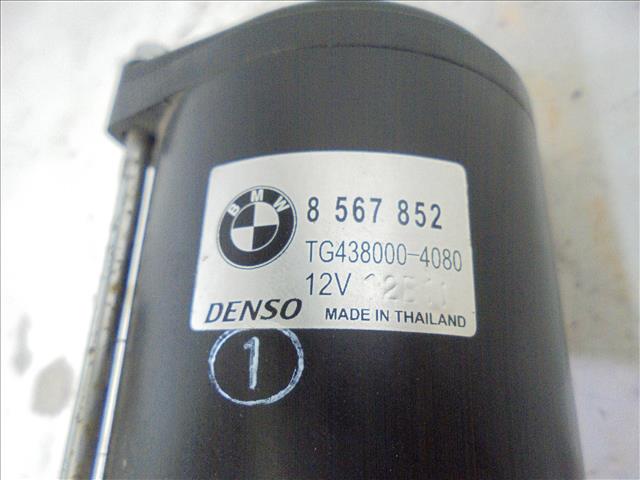 BMW
8 567 852
TG438000-4080
12V
DENSO
MADE IN THAILAND
1